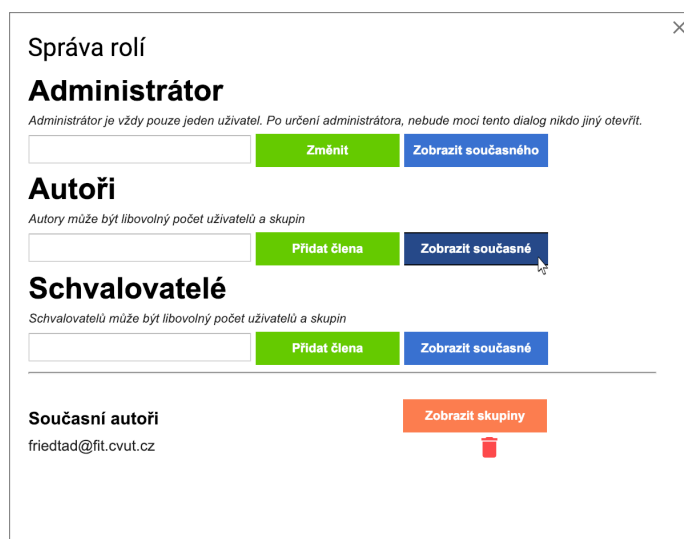 Správa rolí
Administrátor
Administrátor je vždy pouze jeden uživatel. Po určení administrátora, nebude moci tento dialog nikdo jiný otevřít.
Změnit Zobrazit současného
Autoři
Autory může být libovolný počet uživatelů a skupin
Přidat člena Zobrazit současné
Schvalovatelé
Schvalovatelů může být libovolný počet uživatelů a skupin
Přidat člena Zobrazit současné
Současní autoři Zobrazit skupiny
friedtad@fit.cvut.cz